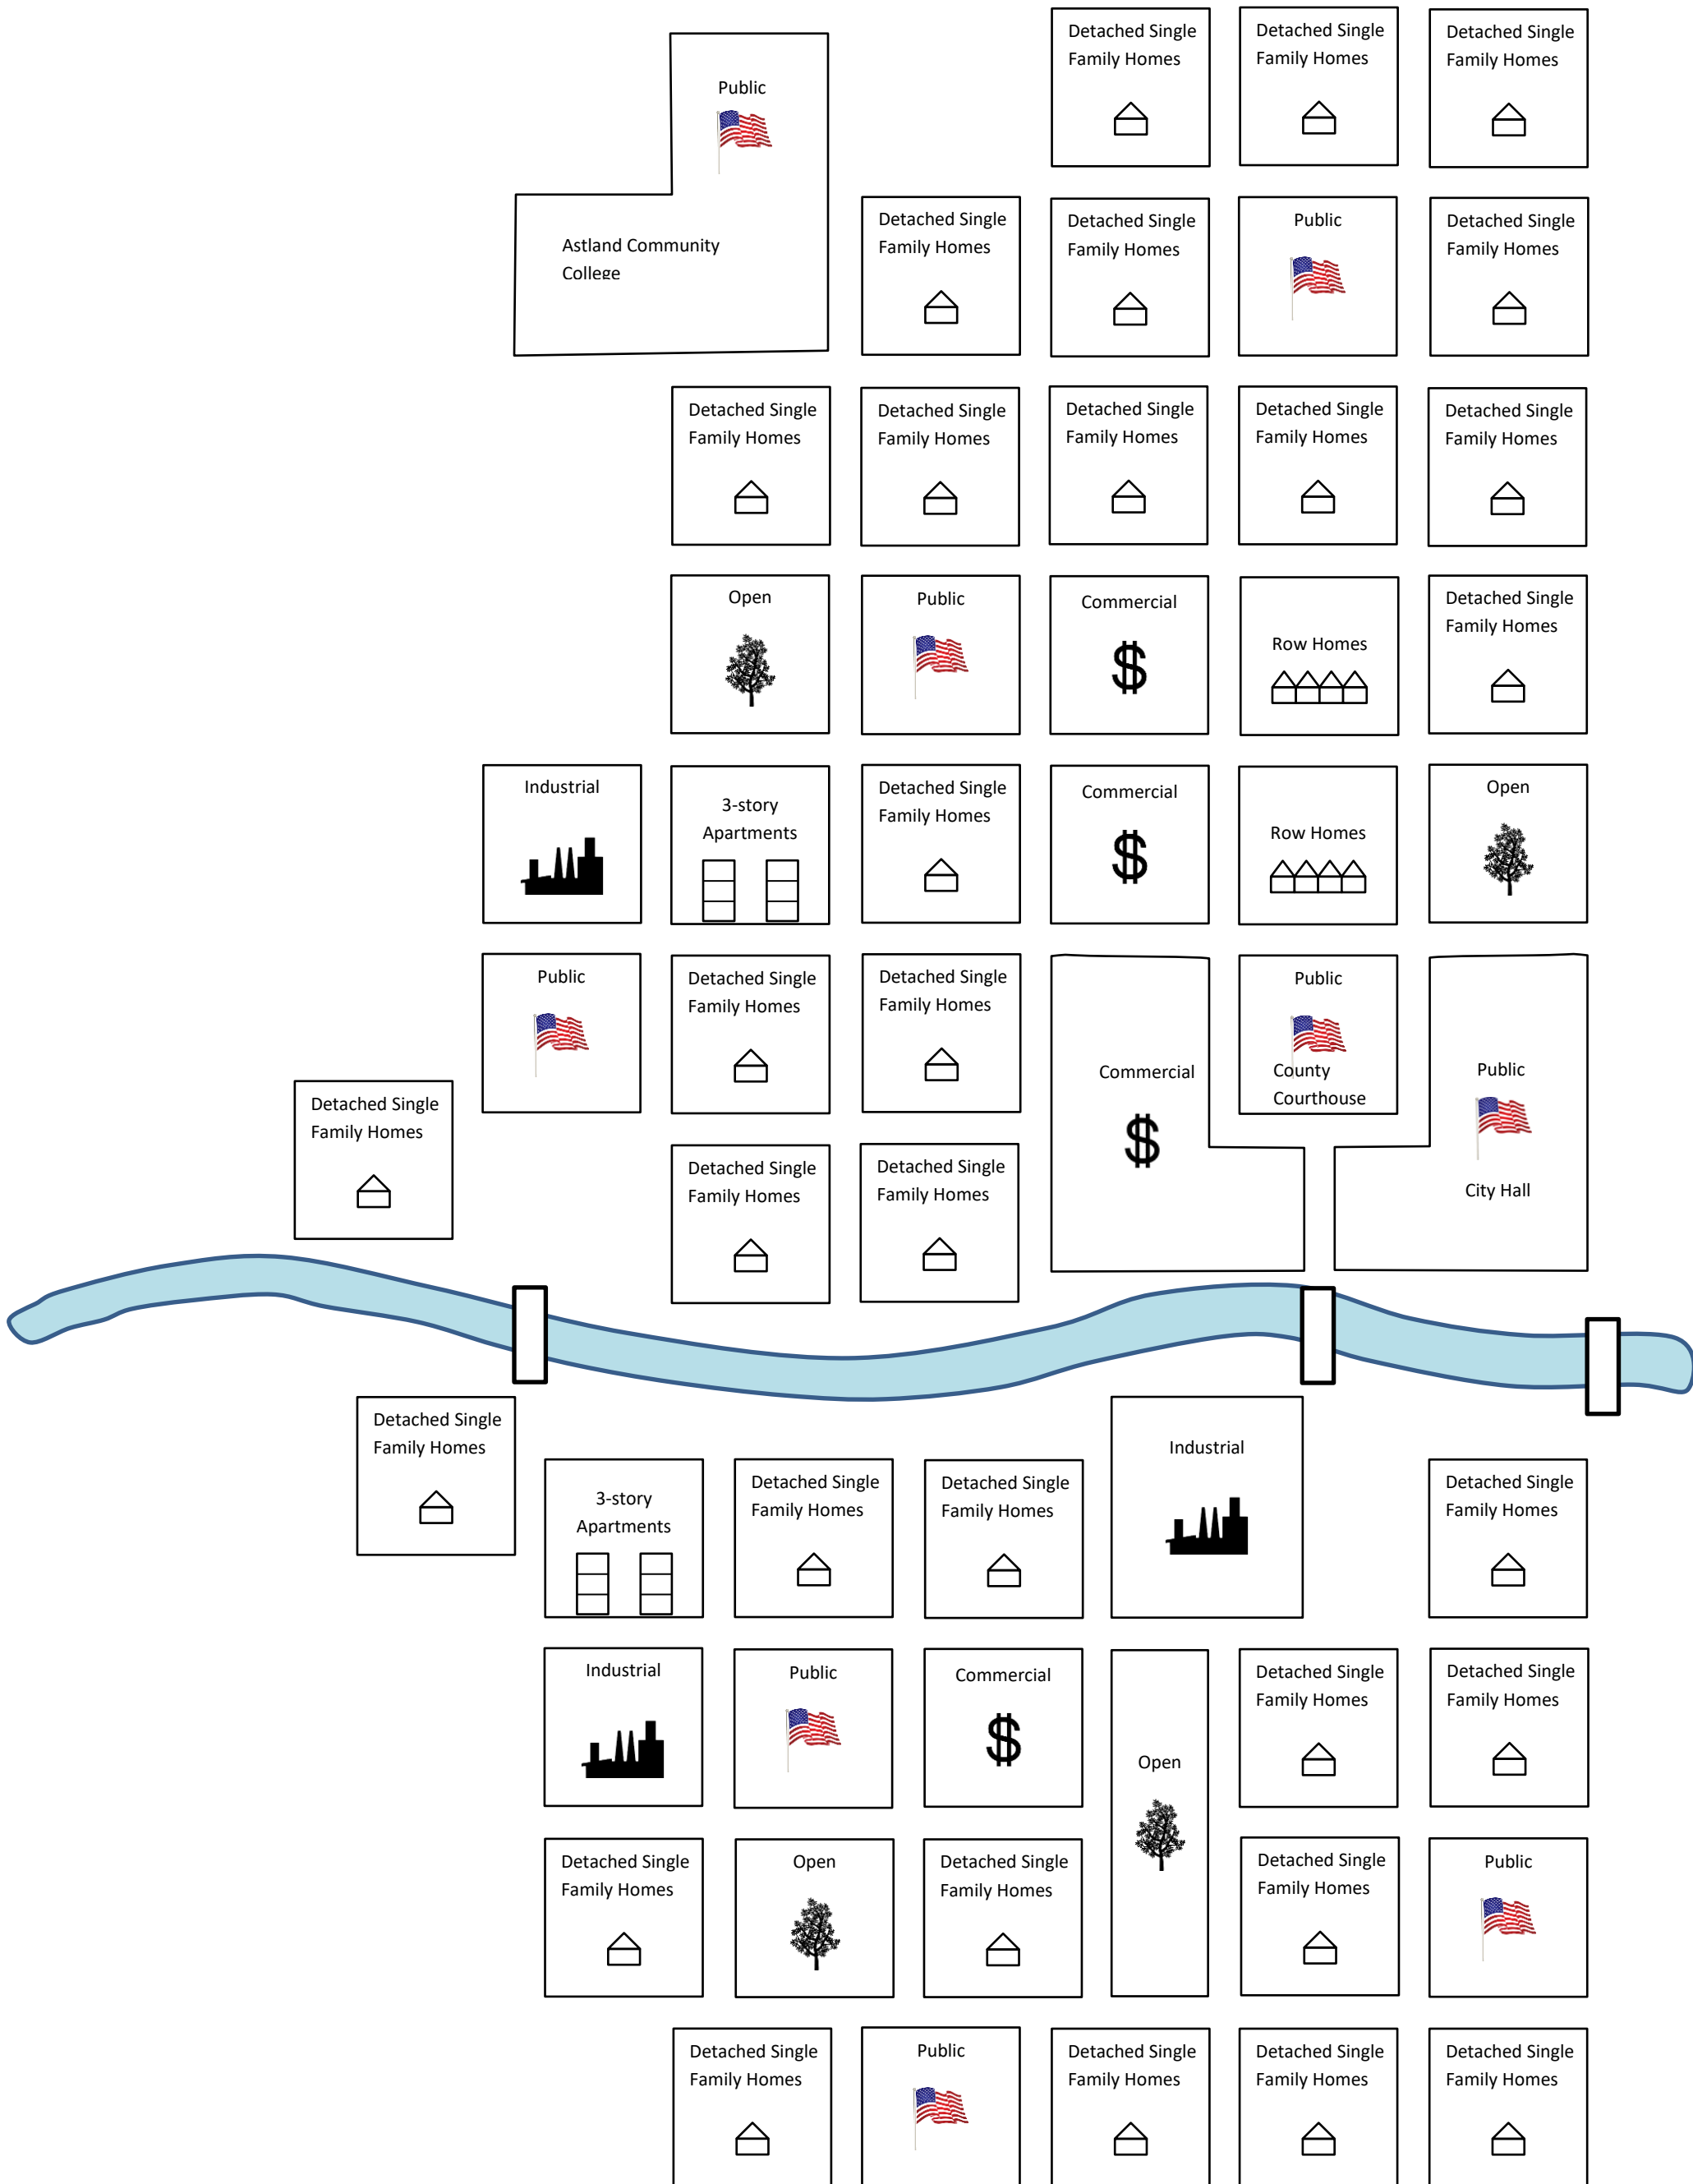 Detached Single
Family Homes
Detached Single
Family Homes
Detached Single
Family Homes
Public
Astland Community
College
Detached Single
Family Homes
Detached Single
Family Homes
Public
Detached Single
Family Homes
Detached Single
Family Homes
Detached Single
Family Homes
Detached Single
Family Homes
Detached Single
Family Homes
Detached Single
Family Homes
Open
Public
Commercial
$
Row Homes
Detached Single
Family Homes
Industrial
3-story
Apartments
Detached Single
Family Homes
Commercial
$
Row Homes
Open
Public
Detached Single
Family Homes
Detached Single
Family Homes
Commercial
$
Public
County
Courthouse
Public
City Hall
Detached Single
Family Homes
Detached Single
Family Homes
Detached Single
Family Homes
Detached Single
Family Homes
3-story
Apartments
Detached Single
Family Homes
Detached Single
Family Homes
Industrial
Detached Single
Family Homes
Industrial
Public
Commercial
$
Open
Detached Single
Family Homes
Detached Single
Family Homes
Detached Single
Family Homes
Open
Detached Single
Family Homes
Detached Single
Family Homes
Public
Detached Single
Family Homes
Public
Detached Single
Family Homes
Detached Single
Family Homes
Detached Single
Family Homes